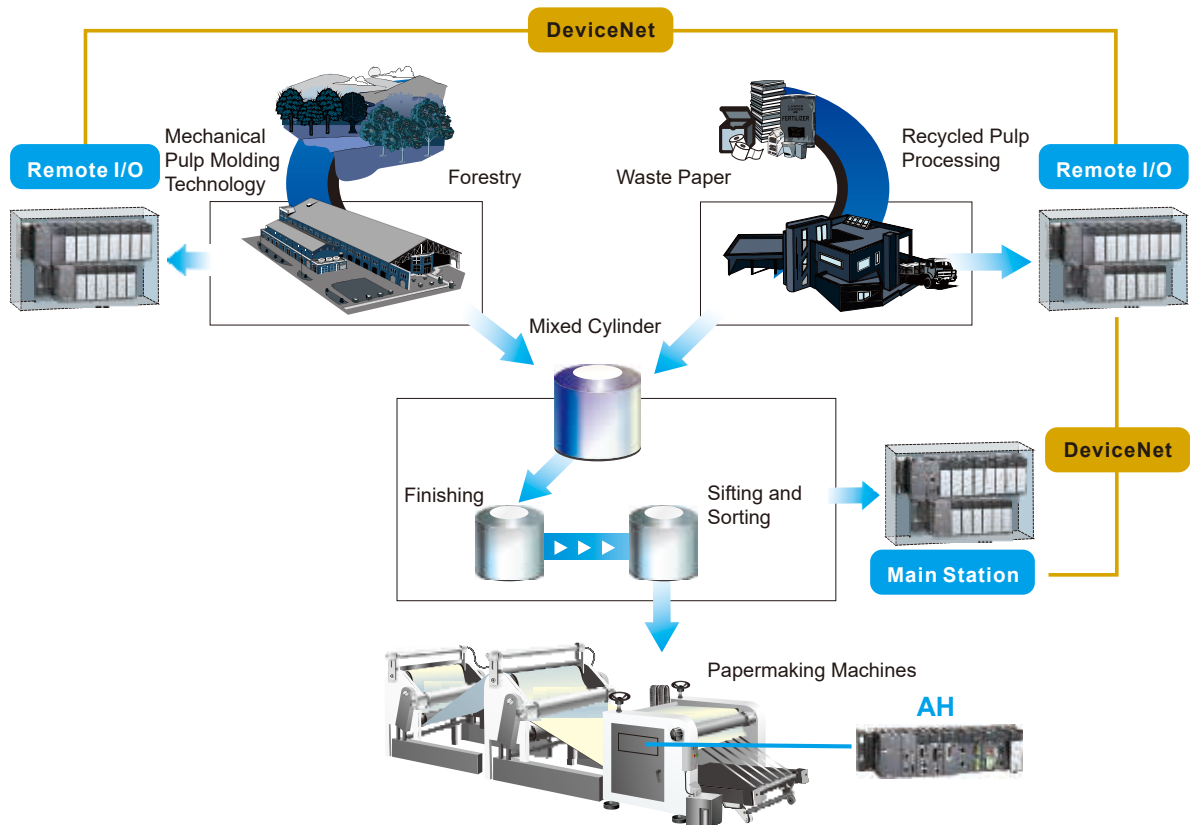 DeviceNet
Mechanical
Pulp Molding
Technology
Remote I/O
Forestry
Waste Paper
FERTILIZER
Recycled Pulp
Processing
Remote I/O
Mixed Cylinder
DeviceNet
Finishing
Sifting and
Sorting
Main Station
Papermaking Machines
AH